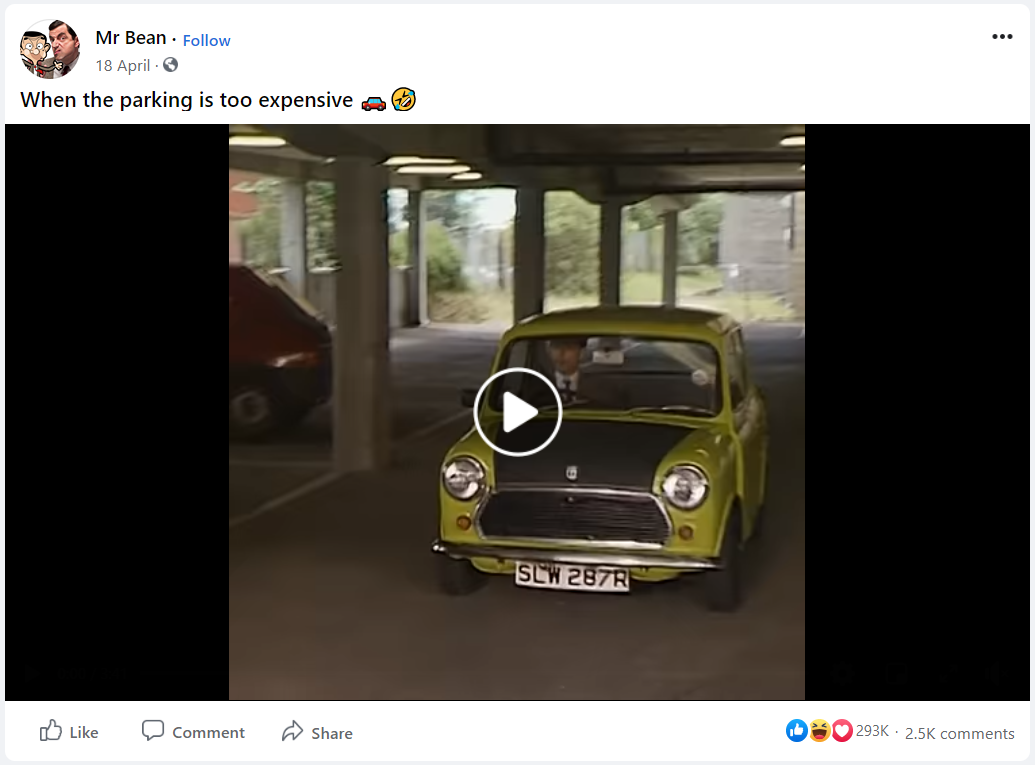 Mr Bean · Follow
18 April ·
When the parking is too expensive 🚗🤣
SLW 287R
Like Comment Share 293K · 2.5K comments